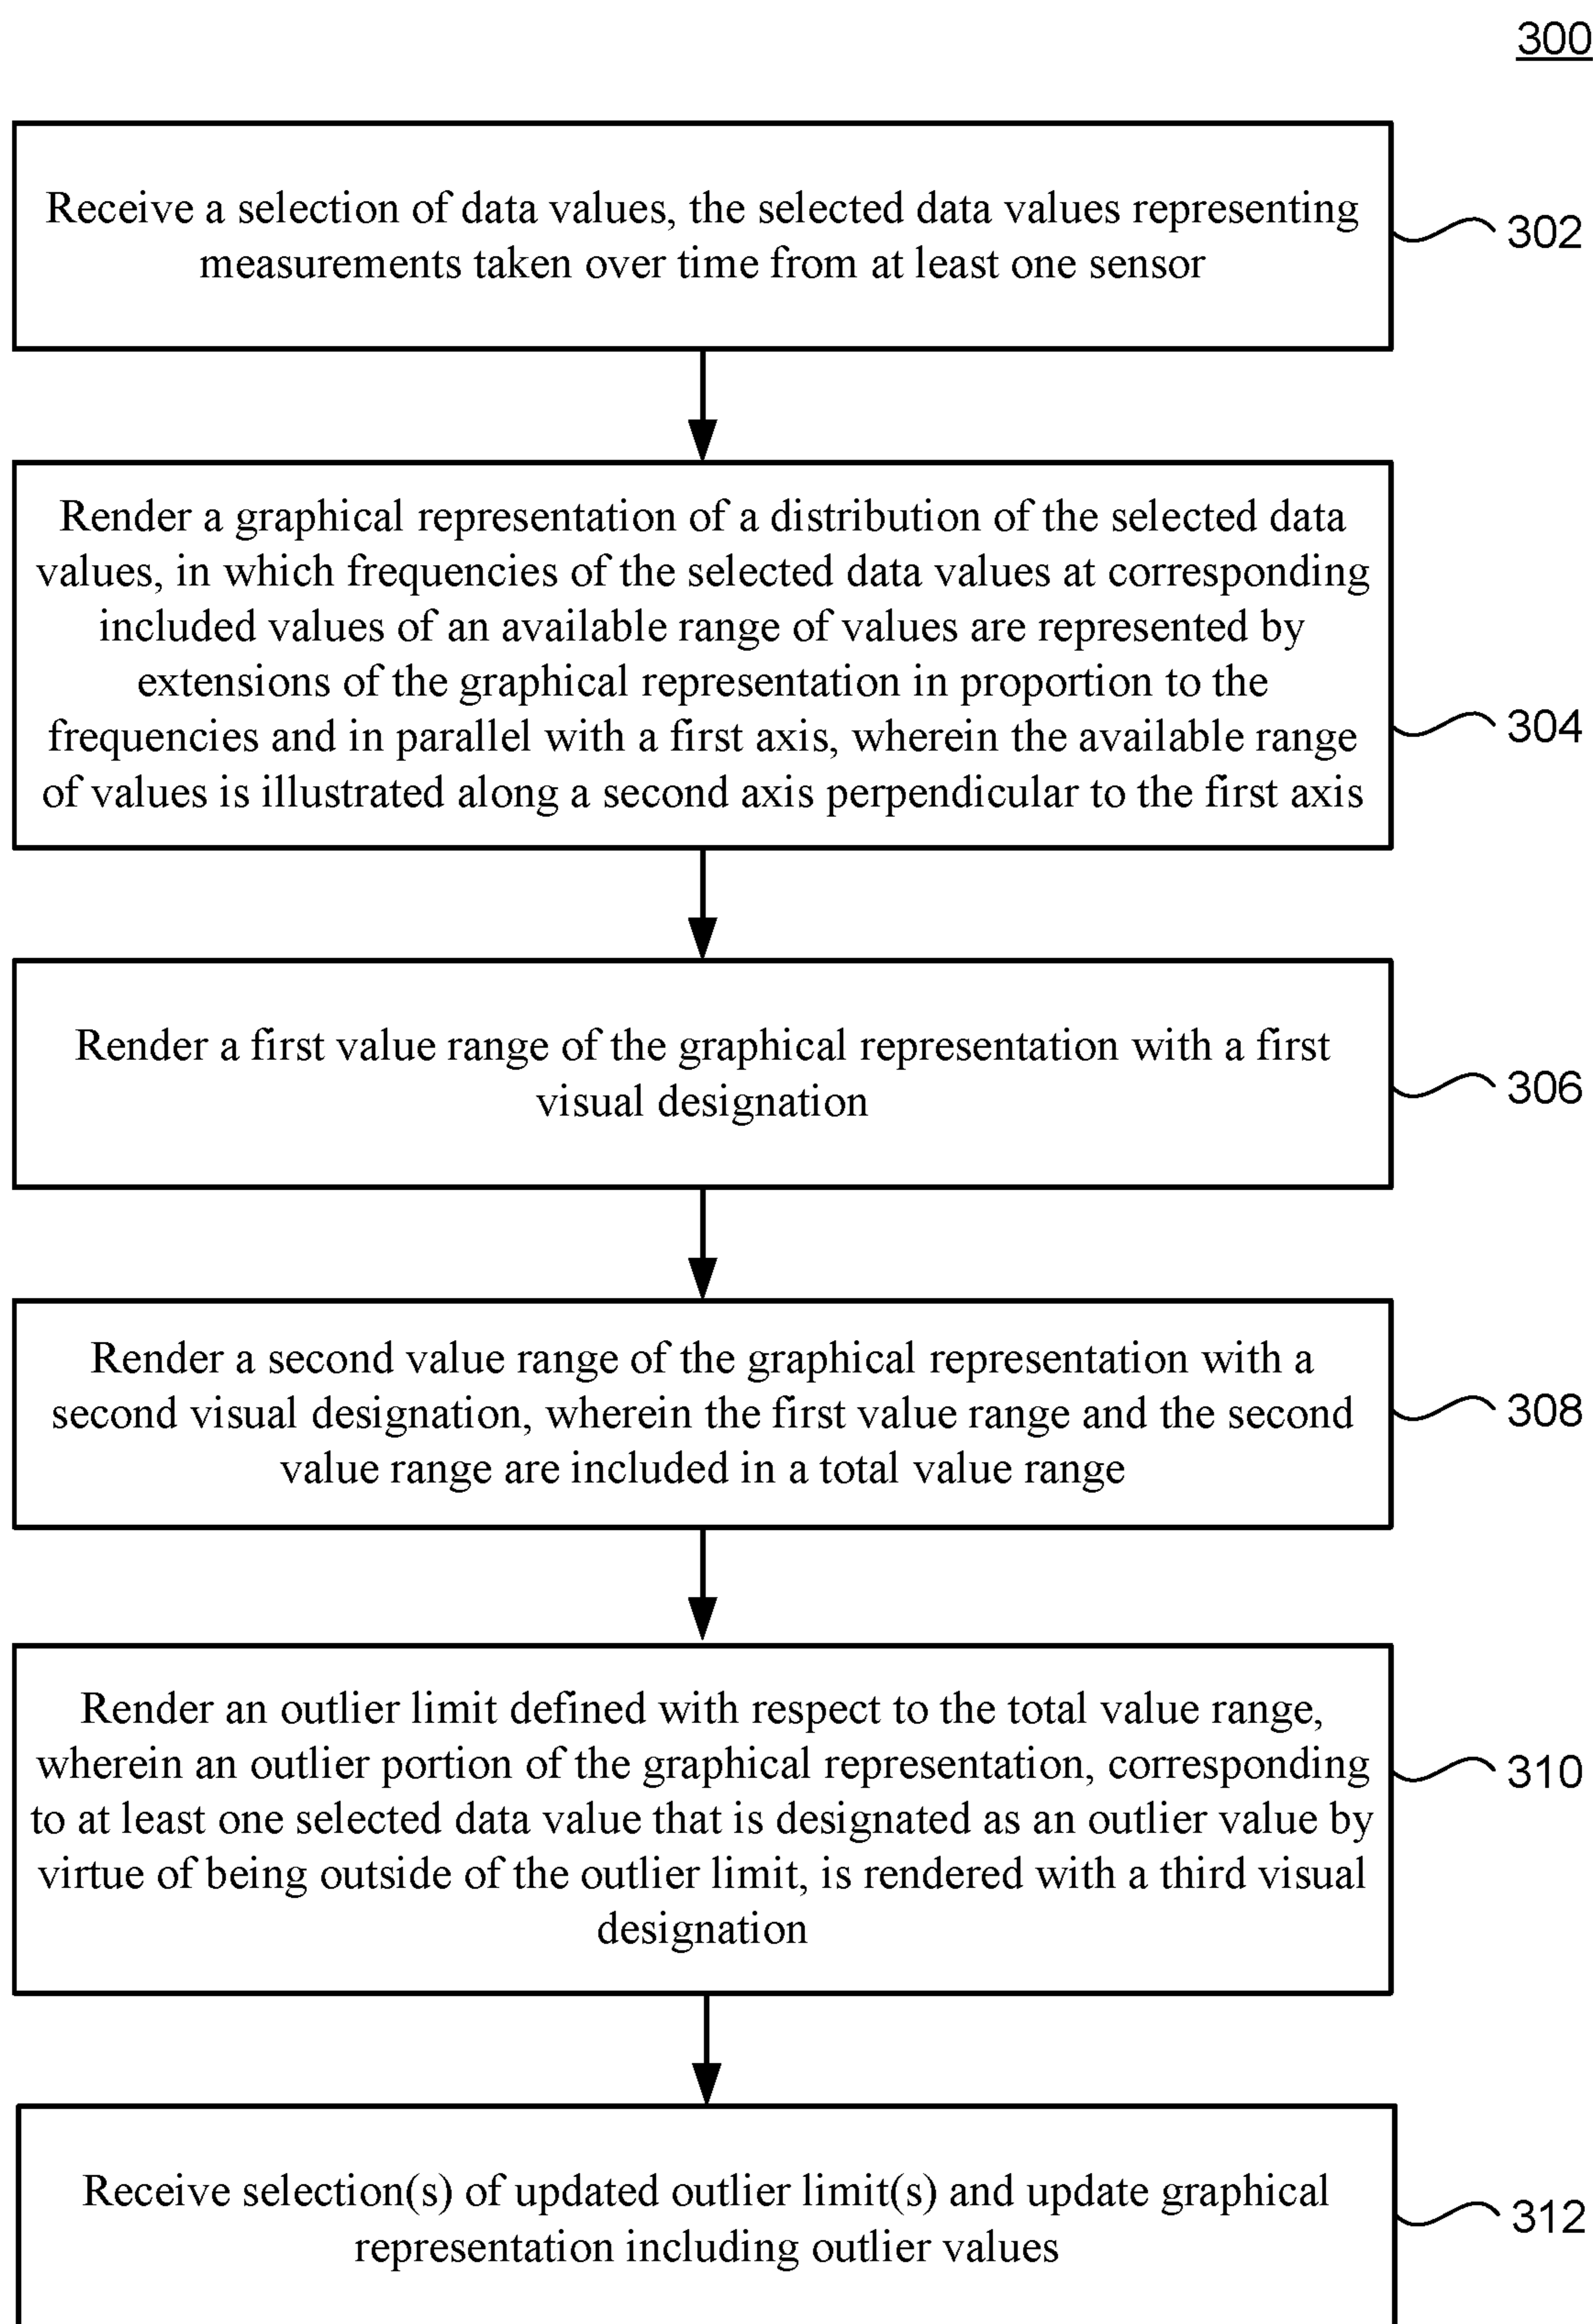 300
Receive a selection of data values, the selected data values representing
measurements taken over time from at least one sensor
302
Render a graphical representation of a distribution of the selected data
values, in which frequencies of the selected data values at corresponding
included values of an available range of values are represented by
extensions of the graphical representation in proportion to the
frequencies and in parallel with a first axis, wherein the available range
of values is illustrated along a second axis perpendicular to the first axis
304
Render a first value range of the graphical representation with a first
visual designation
306
Render a second value range of the graphical representation with a
second visual designation, wherein the first value range and the second
value range are included in a total value range
308
Render an outlier limit defined with respect to the total value range,
wherein an outlier portion of the graphical representation, corresponding
to at least one selected data value that is designated as an outlier value by
virtue of being outside of the outlier limit, is rendered with a third visual
designation
310
Receive selection(s) of updated outlier limit(s) and update graphical
representation including outlier values
312